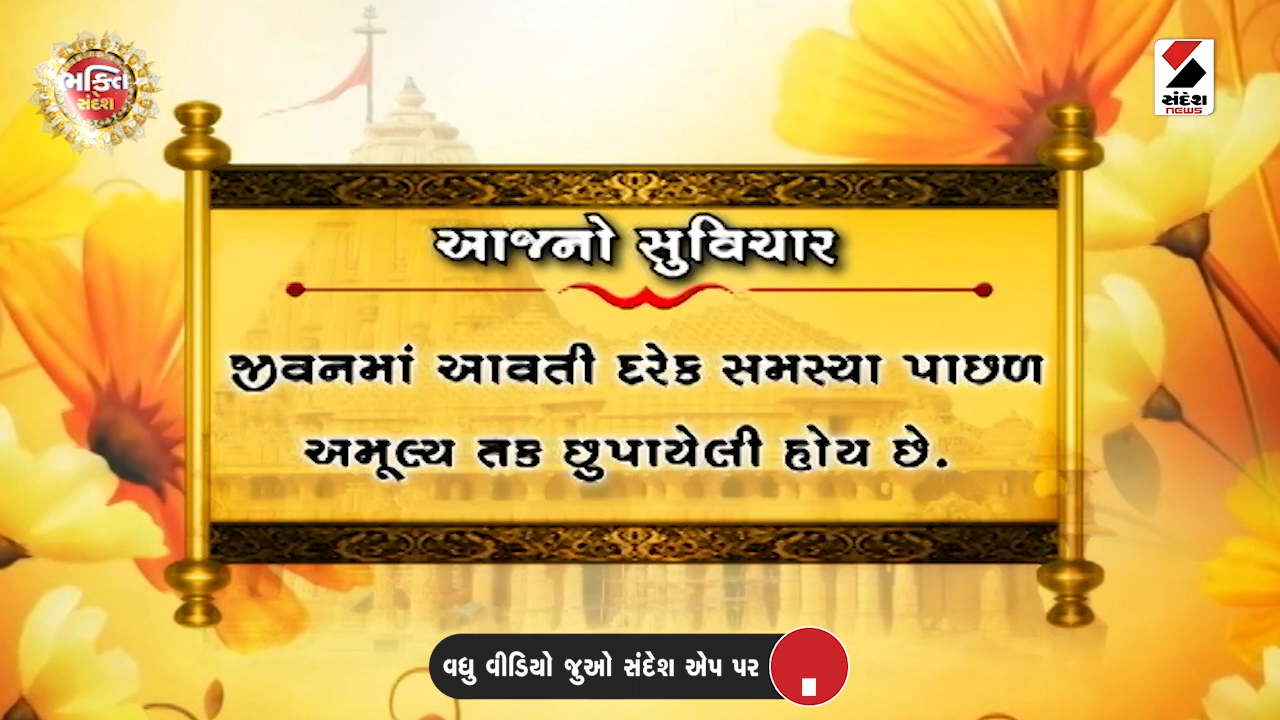 ભક્તિ
સંદેશ
સંદેશ
NEWS
આજનો સુવિચાર
જીવનમાં આવતી દરેક સમસ્યા પાછળ
અમૂલ્ય તક છુપાયેલી હોય છે.
વધુ વીડિયો જુઓ સંદેશ એપ પર